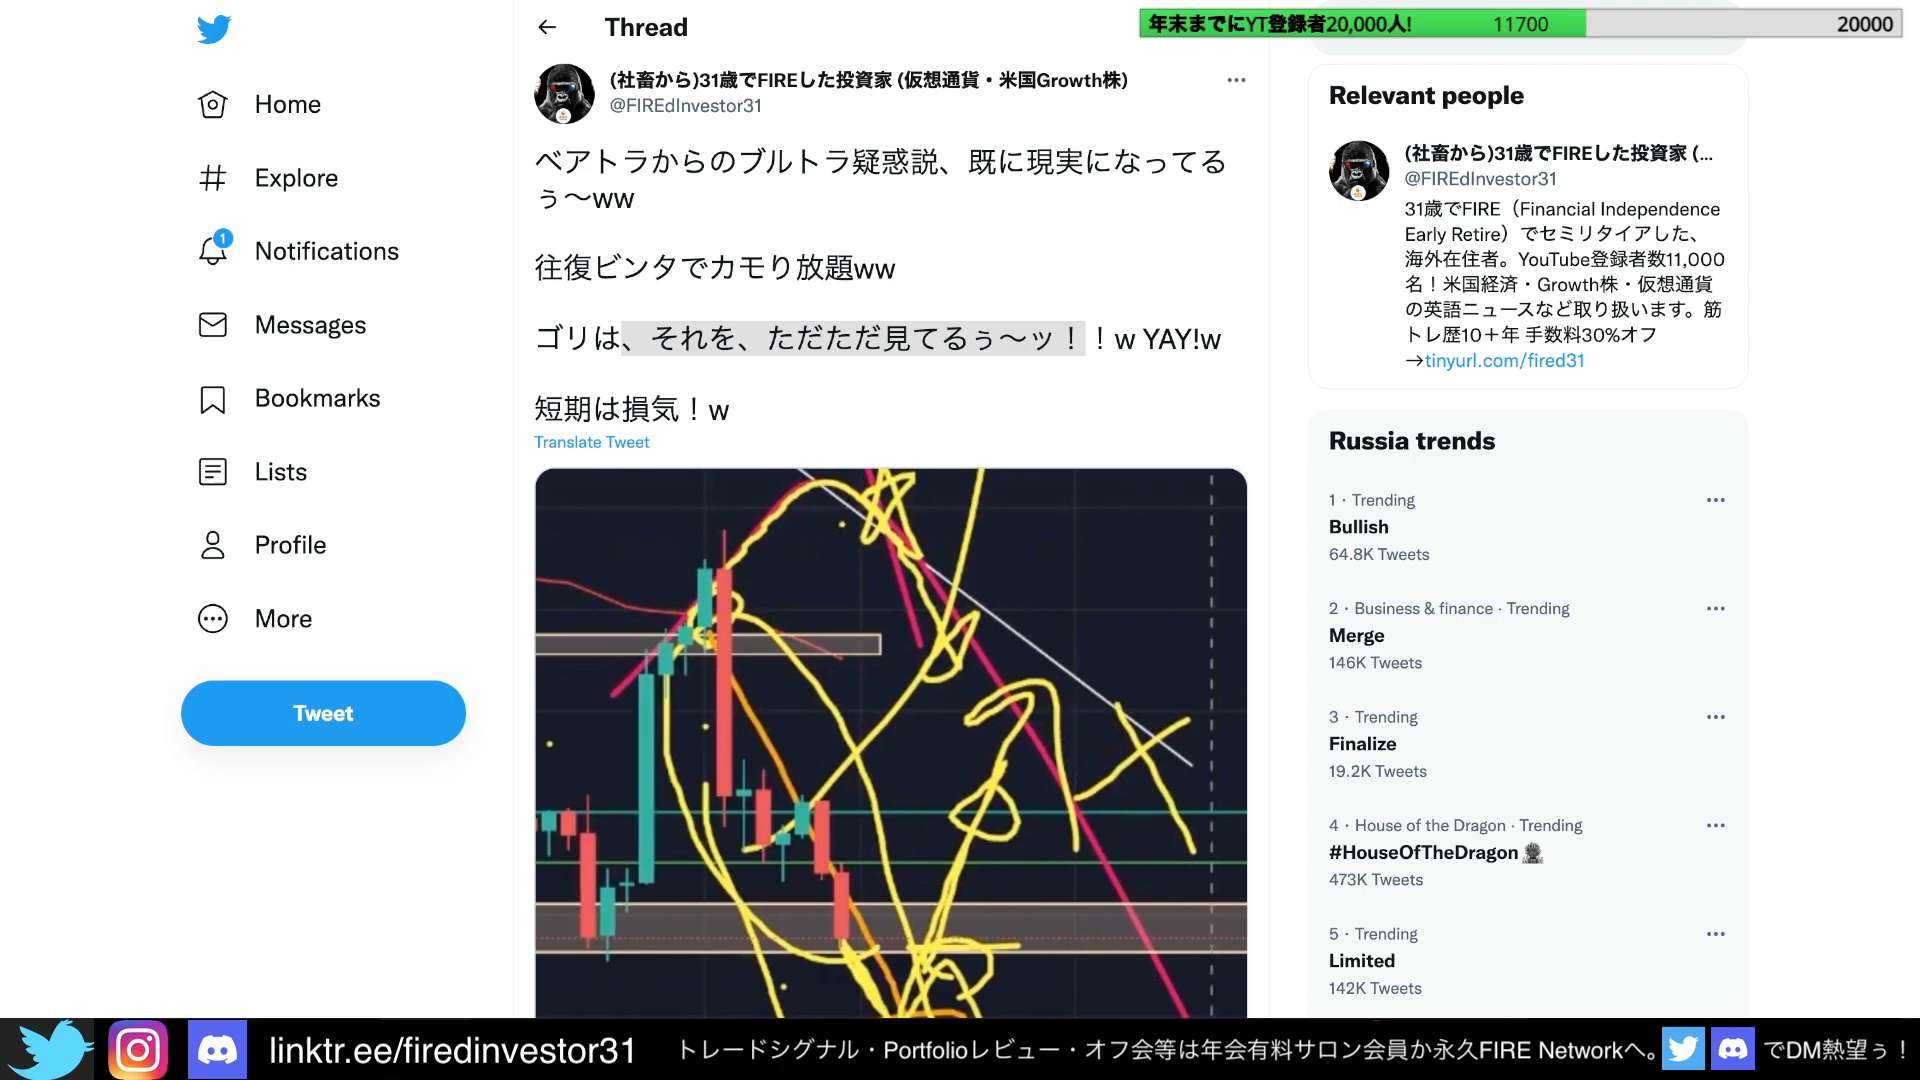 年末までにYT登録者20,000人! 11700 20000
Thread
Home
Explore
1
Notifications
Messages
Bookmarks
Lists
Profile
More
Tweet
(社畜から)31歳でFIREした投資家 (仮想通貨・米国Growth株)
@FIREdInvestor31
ベアトラからのブルトラ疑惑説、既に現実になってる
ぅ〜ww
往復ビンタでカモり放題ww
ゴリは、それを、ただただ見てるぅ〜ッ！！w YAY!w
短期は損気！w
Translate Tweet
Relevant people
(社畜から)31歳でFIREした投資家 (...
@FIREdInvestor31
31歳でFIRE（Financial Independence
Early Retire）でセミリタイアした、
海外在住者。YouTube登録者数11,000
名！米国経済・Growth株・仮想通貨
の英語ニュースなど取り扱います。筋
トレ歴10＋年 手数料30%オフ
→tinyurl.com/fired31
Russia trends
1 · Trending
Bullish
64.8K Tweets
2 · Business & finance · Trending
Merge
146K Tweets
3 · Trending
Finalize
19.2K Tweets
4 · House of the Dragon · Trending
#HouseOfTheDragon
473K Tweets
5 · Trending
Limited
142K Tweets
linktr.ee/firedinvestor31 トレードシグナル・Portfolioレビュー・オフ会等は年会有料サロン会員か永久FIRE Networkへ。 でDM熱望ぅ！